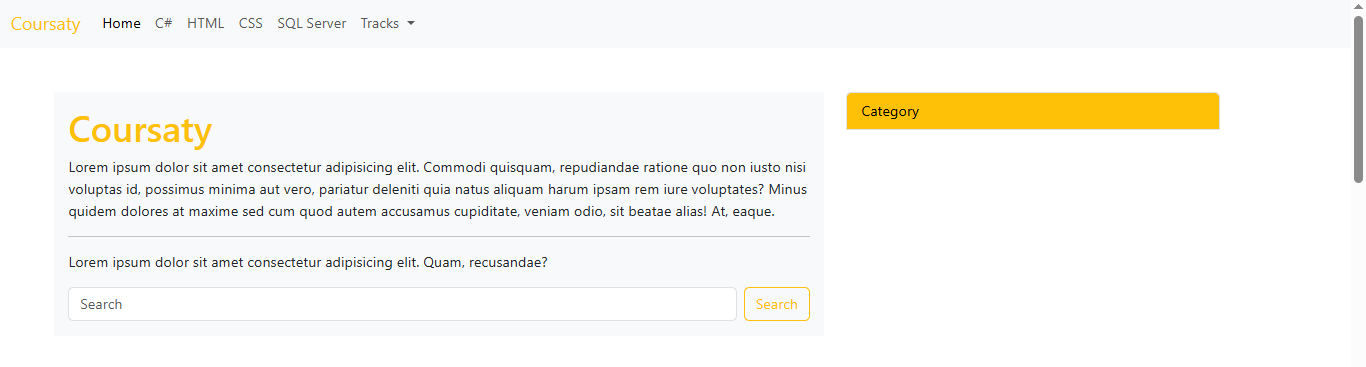 Coursaty Home C# HTML CSS SQL Server Tracks
Coursaty
Lorem ipsum dolor sit amet consectetur adipisicing elit. Commodi quisquam, repudiandae ratione quo non iusto nisi
voluptas id, possimus minima aut vero, pariatur deleniti quia natus aliquam harum ipsam rem iure voluptates? Minus
quidem dolores at maxime sed cum quod autem accusamus cupiditate, veniam odio, sit beatae alias! At, eaque.
Lorem ipsum dolor sit amet consectetur adipisicing elit. Quam, recusandae?
Search Search
Category